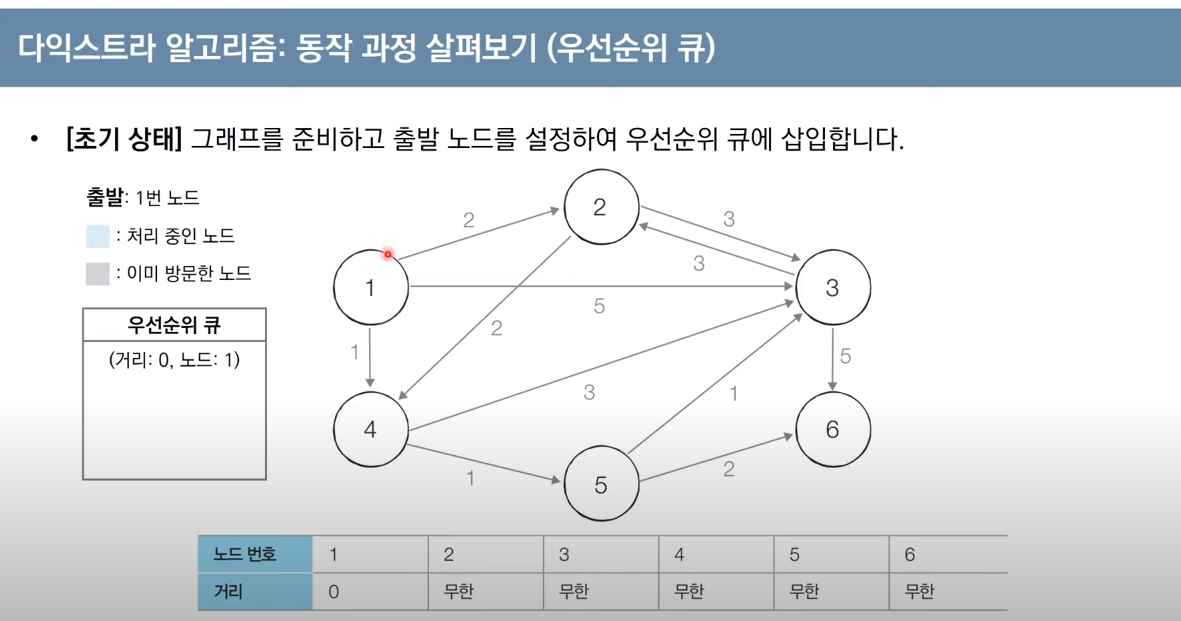 다익스트라 알고리즘: 동작 과정 살펴보기 (우선순위 큐)
• [초기 상태] 그래프를 준비하고 출발 노드를 설정하여 우선순위 큐에 삽입합니다.
출발: 1번 노드
: 처리 중인 노드
: 이미 방문한 노드
우선순위 큐
(거리: 0, 노드: 1)
2
2
3
3
1
5
3
2
1
5
3
1
4
6
1
5
2
노드 번호 1 2 3 4 5 6
거리 0 무한 무한 무한 무한 무한